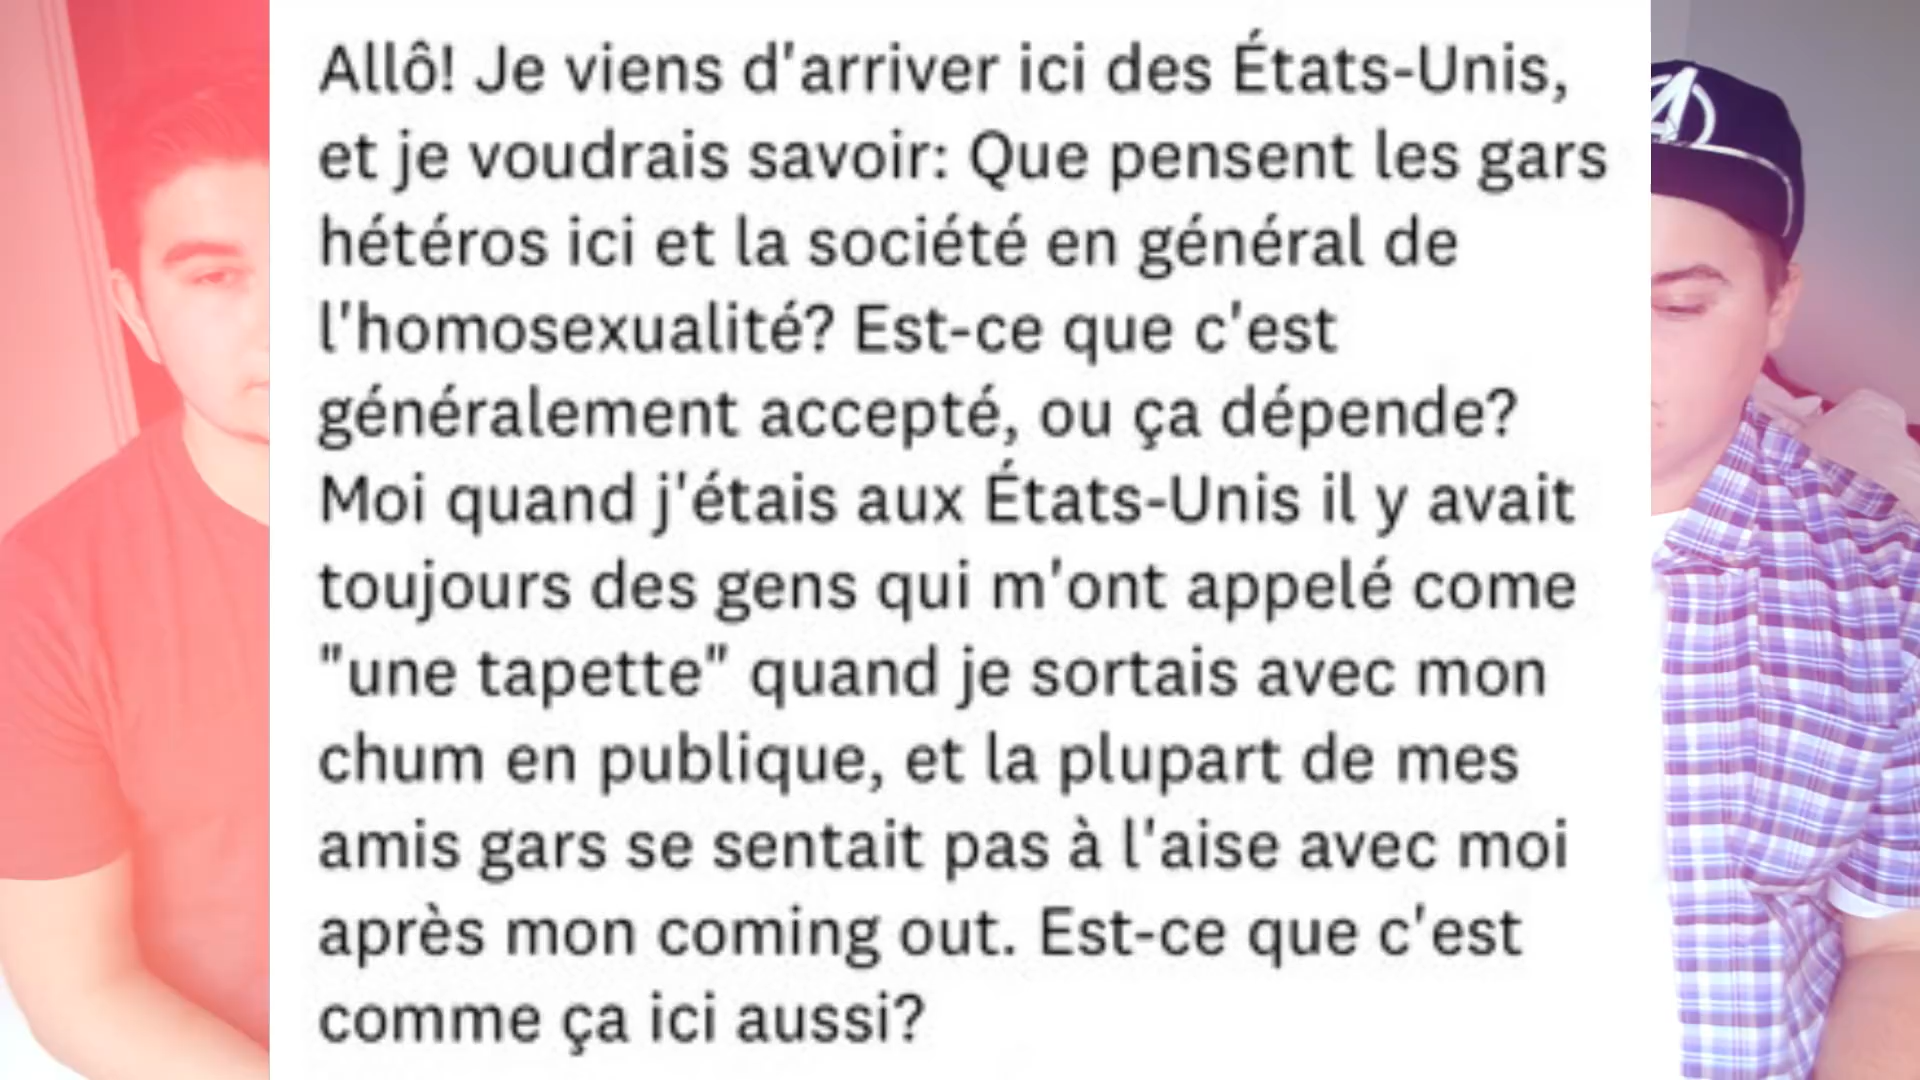 Allô! Je viens d'arriver ici des États-Unis,
et je voudrais savoir: Que pensent les gars
hétéros ici et la société en général de
l'homosexualité? Est-ce que c'est
généralement accepté, ou ça dépende?
Moi quand j'étais aux États-Unis il y avait
toujours des gens qui m'ont appelé come
"une tapette" quand je sortais avec mon
chum en publique, et la plupart de mes
amis gars se sentait pas à l'aise avec moi
après mon coming out. Est-ce que c'est
comme ça ici aussi?